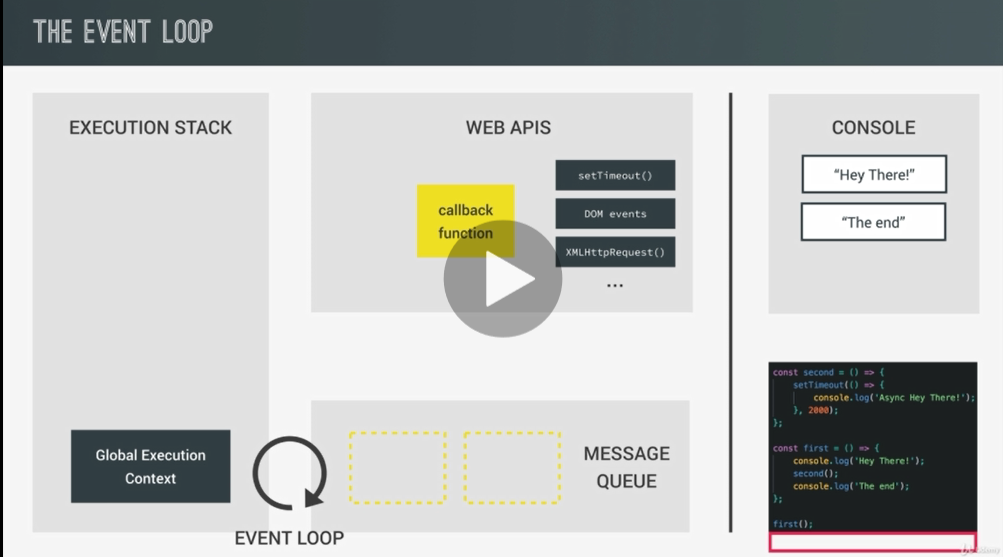 THE EVENT LOOP
EXECUTION STACK
Global Execution
Context
EVENT LOOP
WEB APIS
callback
function
setTimeout()
DOM events
XMLHttpRequest()
...
MESSAGE
QUEUE
CONSOLE
“Hey There!”
“The end”
const second = () => {
setTimeout(() => {
console.log('Async Hey There!');
}, 2000);
};
const first = () => {
console.log('Hey There!');
second();
console.log('The end');
};
first();